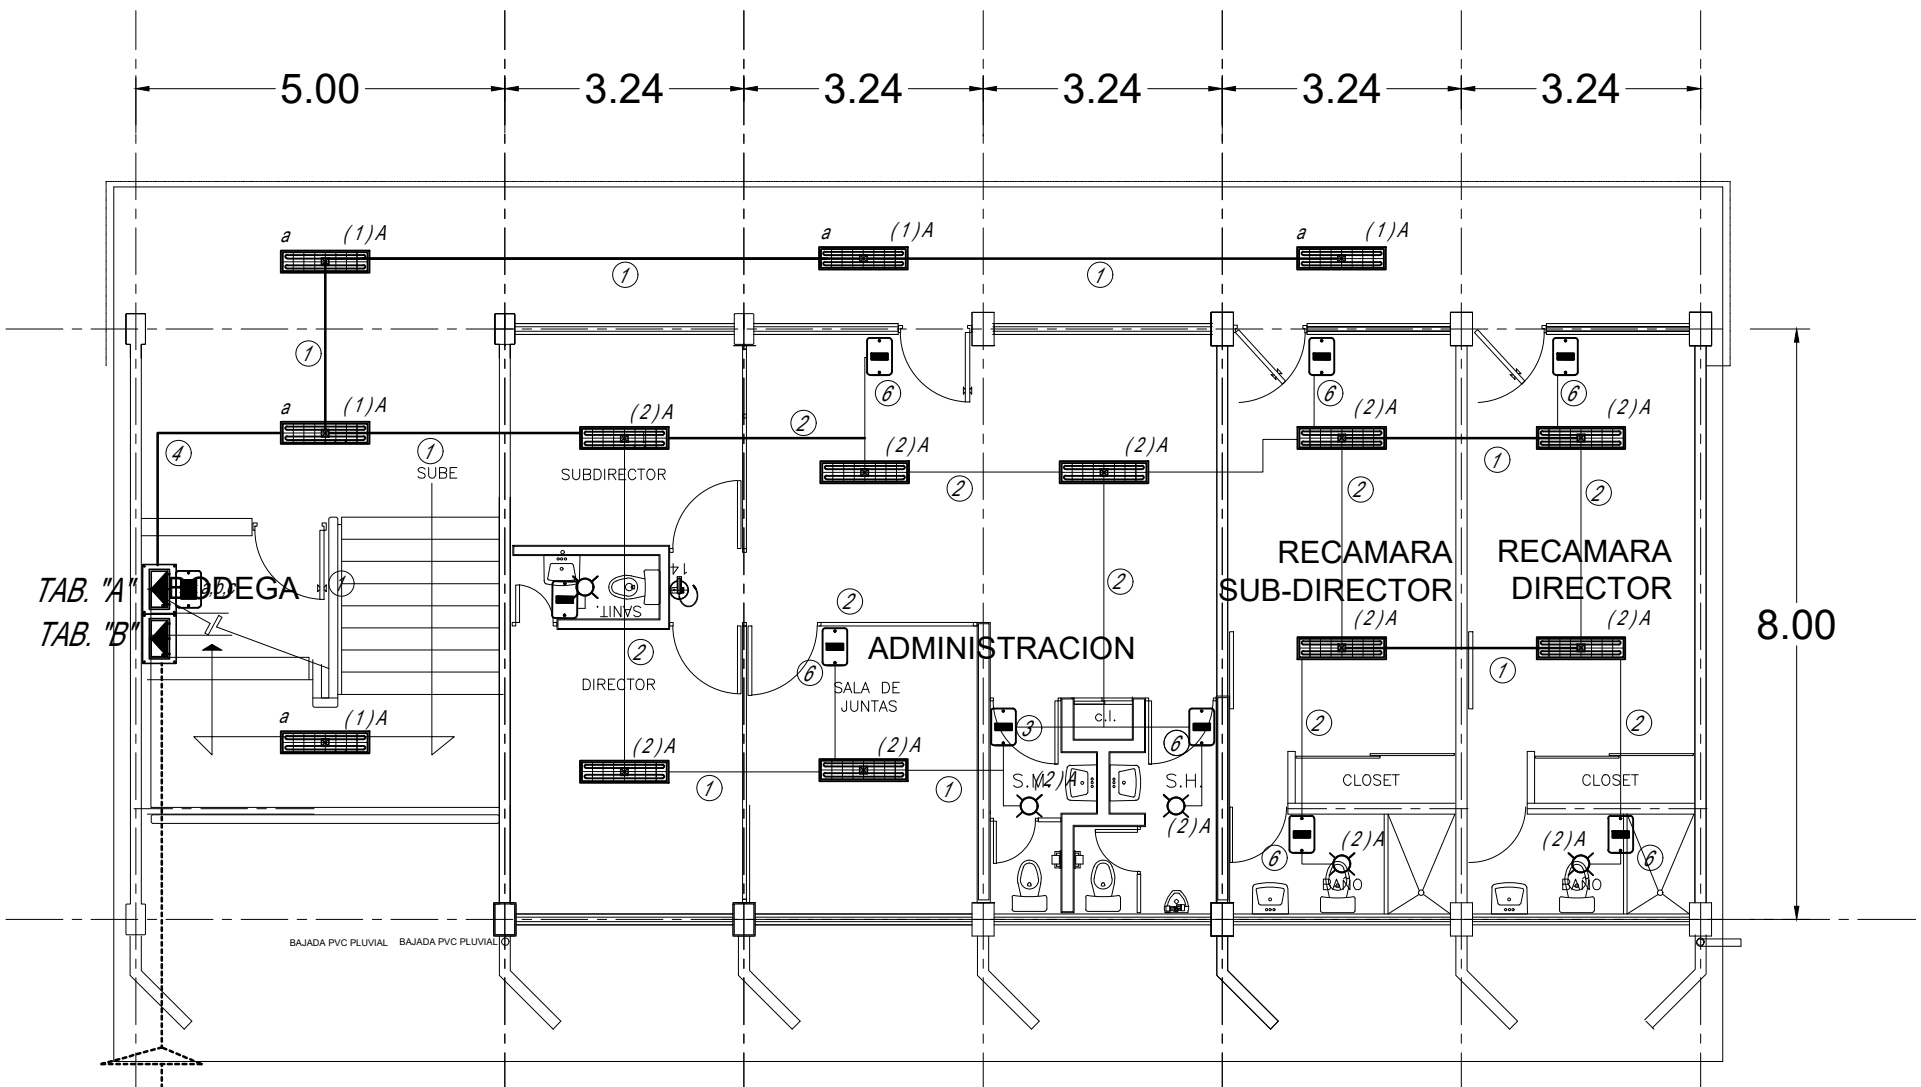 5.00
3.24
3.24
3.24
3.24
3.24
a
(1)A
a
(1)A
a
(1)A
1
1
1
6
6
6
a
(1)A
(2)A
2
(2)A
(2)A
(2)A
(2)A
4
1
SUBE
SUBDIRECTOR
2
1
2
2
RECAMARA
SUB-DIRECTOR
RECAMARA
DIRECTOR
TAB. "A"
BODEGA
a,b,c
1
14
SANIT.
2
2
TAB. "B"
8.00
2
ADMINISTRACION
(2)A
(2)A
DIRECTOR
6
SALA DE
JUNTAS
1
a
(1)A
c.l.
3
6
2
2
(2)A
(2)A
1
1
S.M.
(2)A
S.H.
CLOSET
CLOSET
(2)A
(2)A
(2)A
6
6
BAÑO
BAÑO
BAJADA PVC PLUVIAL
BAJADA PVC PLUVIAL